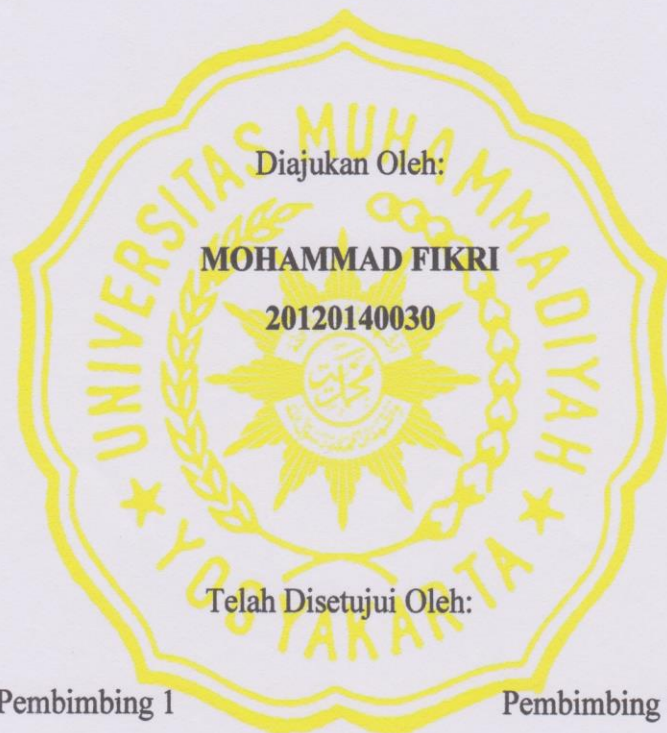 Diajukan Oleh:
MOHAMMAD FIKRI
20120140030
UNIVERSITAS MUHAMMADIYAH
YOGYAKARTA
Telah Disetujui Oleh:
Pembimbing 1
Pembimbing